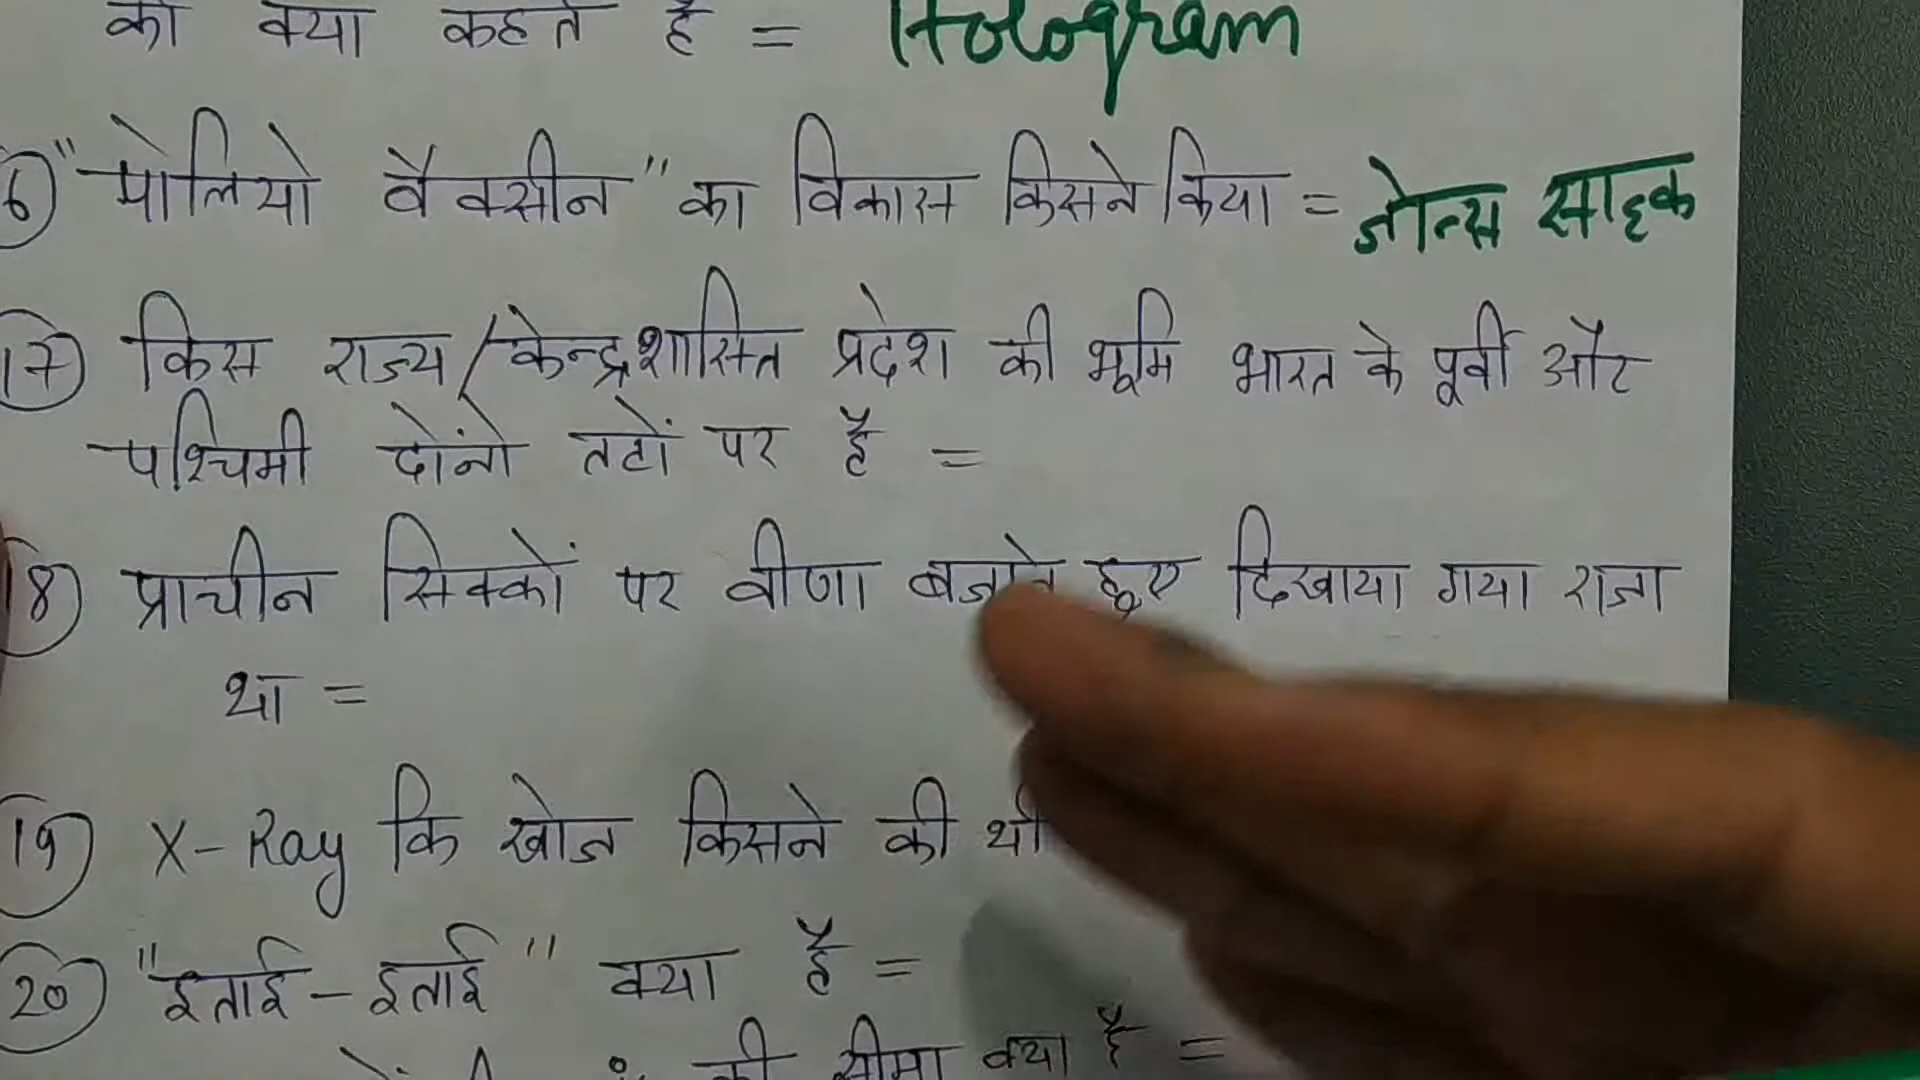 को क्या कहते हैं = Hologram
6 "पोलियो वैक्सीन" का विकास किसने किया = जोन्स साल्क
17 किस राज्य/केन्द्रशासित प्रदेश की भूमि भारत के पूर्वी और
पश्चिमी दोंनो तटों पर है =
18 प्राचीन सिक्कों पर वीणा बजाते हुए दिखाया गया राजा
था =
19 X-Ray कि खोज किसने की थी
20 "इताई-इताई" क्या है =
की सीमा क्या है =